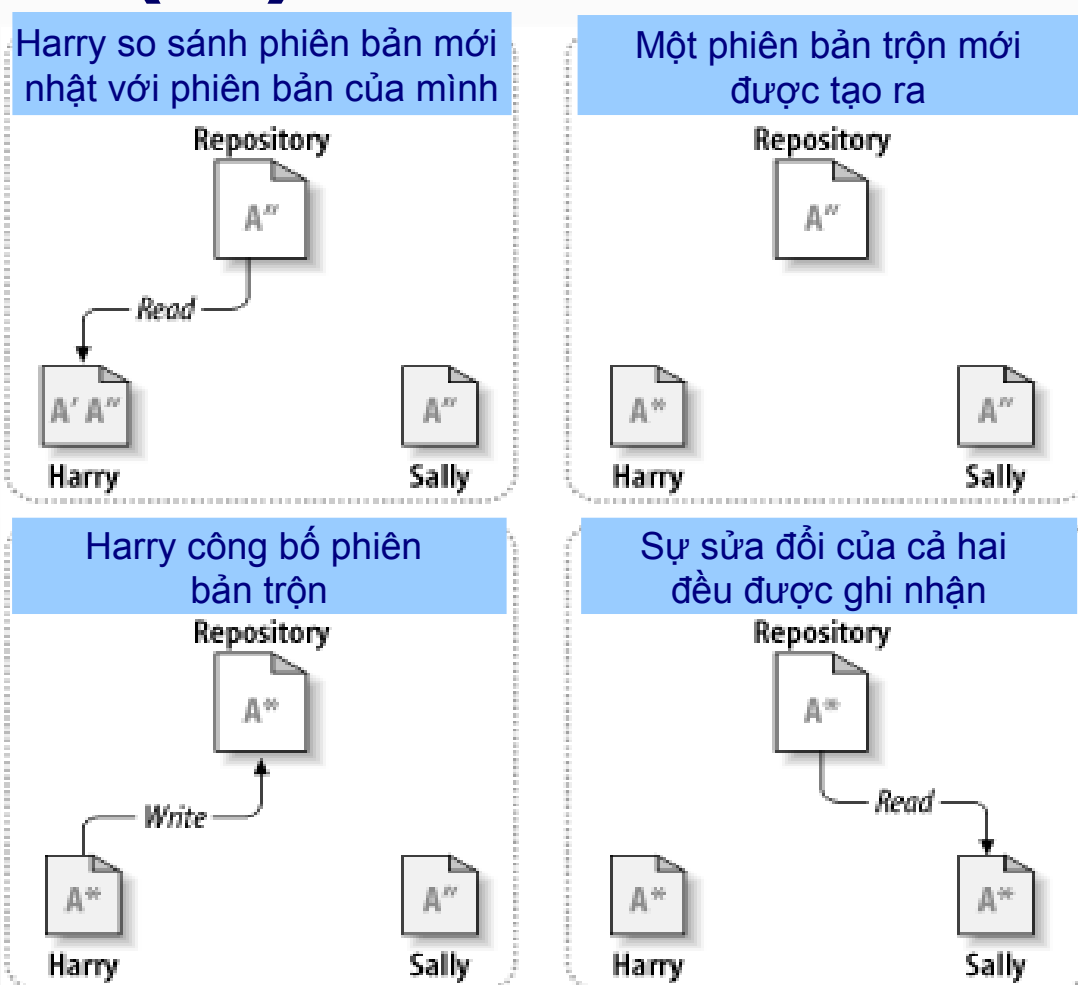 Harry so sánh phiên bản mới
nhật với phiên bản của mình
Repository
A″
Read
A′ A″
Harry
A″
Sally
Một phiên bản trộn mới
được tạo ra
Repository
A″
A*
Harry
A″
Sally
Harry công bố phiên
bản trộn
Repository
A*
Write
A*
Harry
A″
Sally
Sự sửa đổi của cả hai
đều được ghi nhận
Repository
A*
Read
A*
Harry
A*
Sally